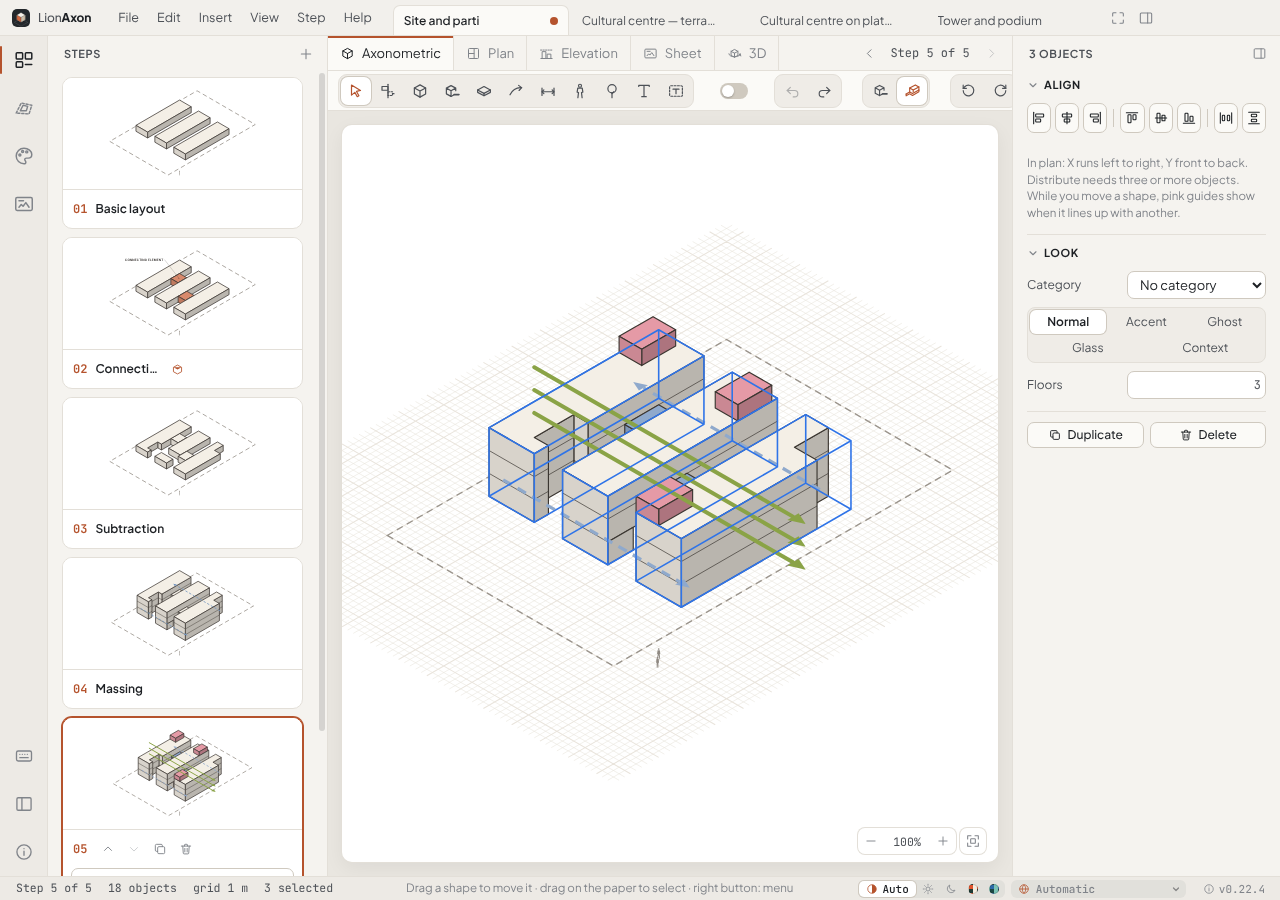 LionAxon
File
Edit
Insert
View
Step
Help
Site and parti
Cultural centre — terra…
Cultural centre on plat…
Tower and podium
STEPS
01 Basic layout
CONNECTING ELEMENT
02 Connecti…
03 Subtraction
04 Massing
05
Axonometric
Plan
Elevation
Sheet
3D
Step 5 of 5
100%
3 OBJECTS
ALIGN
In plan: X runs left to right, Y front to back.
Distribute needs three or more objects.
While you move a shape, pink guides show
when it lines up with another.
LOOK
Category No category
Normal Accent Ghost
Glass Context
Floors 3
Duplicate Delete
Step 5 of 5 18 objects grid 1 m 3 selected
Drag a shape to move it · drag on the paper to select · right button: menu
Auto
Automatic
v0.22.4